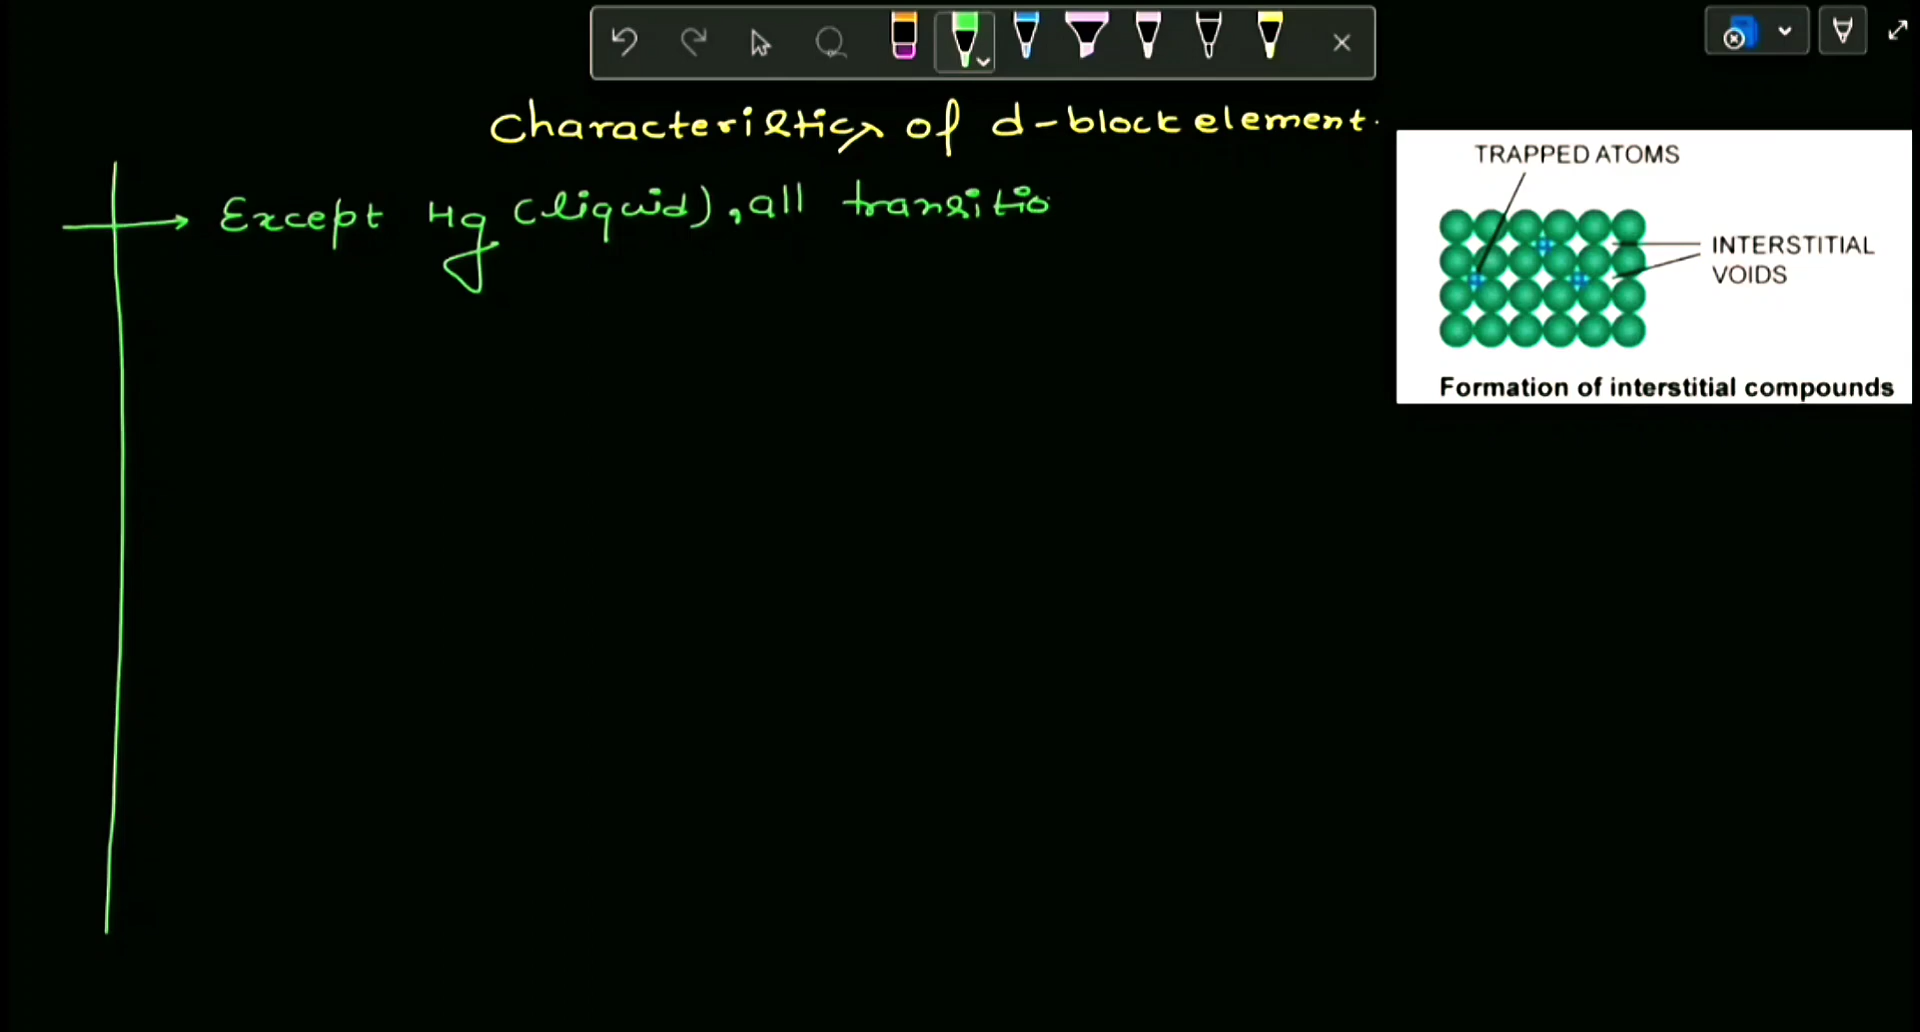 Characteristics of d-block element.
→ Except Hg (liquid), all transitio
TRAPPED ATOMS
INTERSTITIAL
VOIDS
Formation of interstitial compounds